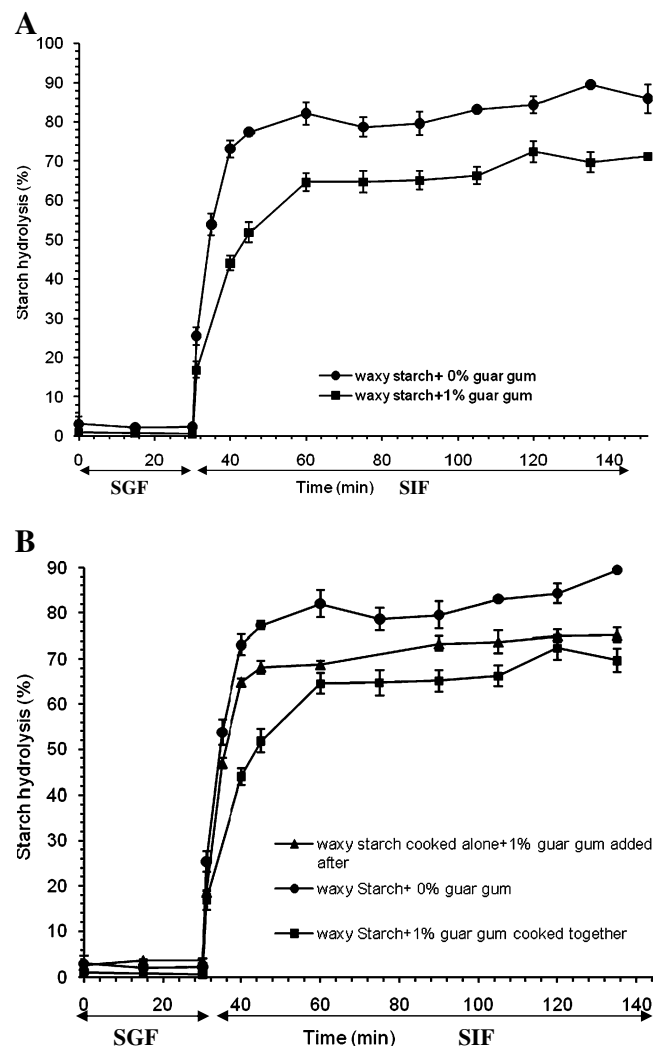 A
100
90
80
70
60
50
40
30
20
10
0
Starch hydrolysis (%)
waxy starch+ 0% guar gum
waxy starch+1% guar gum
0 20 40 60 80 100 120 140
SGF Time (min) SIF
B
90
80
70
60
50
40
30
20
10
0
Starch hydrolysis (%)
waxy starch cooked alone+1% guar gum added
after
waxy Starch+ 0% guar gum
waxy Starch+1% guar gum cooked together
0 20 40 60 80 100 120 140
SGF Time (min) SIF